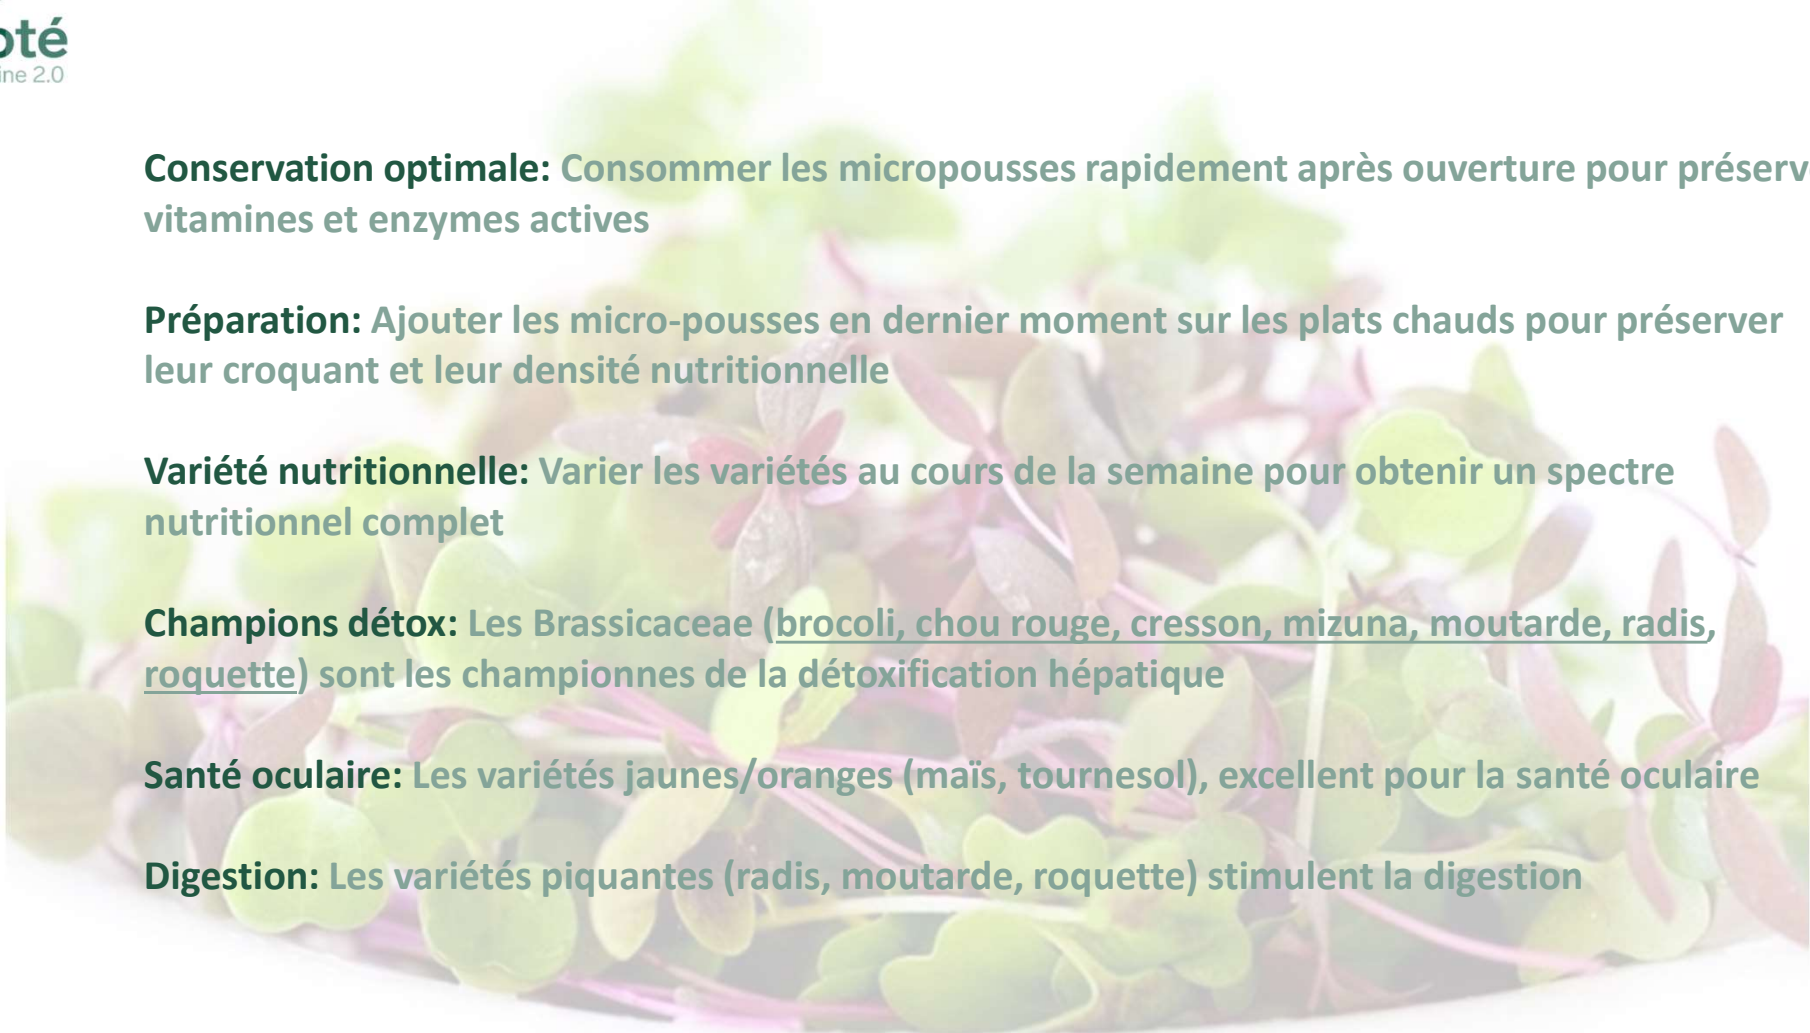 oté
ine 2.0
Conservation optimale: Consommer les micropousses rapidement après ouverture pour préserv
vitamines et enzymes actives
Préparation: Ajouter les micro-pousses en dernier moment sur les plats chauds pour préserver
leur croquant et leur densité nutritionnelle
Variété nutritionnelle: Varier les variétés au cours de la semaine pour obtenir un spectre
nutritionnel complet
Champions détox: Les Brassicaceae (brocoli, chou rouge, cresson, mizuna, moutarde, radis,
roquette) sont les championnes de la détoxification hépatique
Santé oculaire: Les variétés jaunes/oranges (maïs, tournesol), excellent pour la santé oculaire
Digestion: Les variétés piquantes (radis, moutarde, roquette) stimulent la digestion